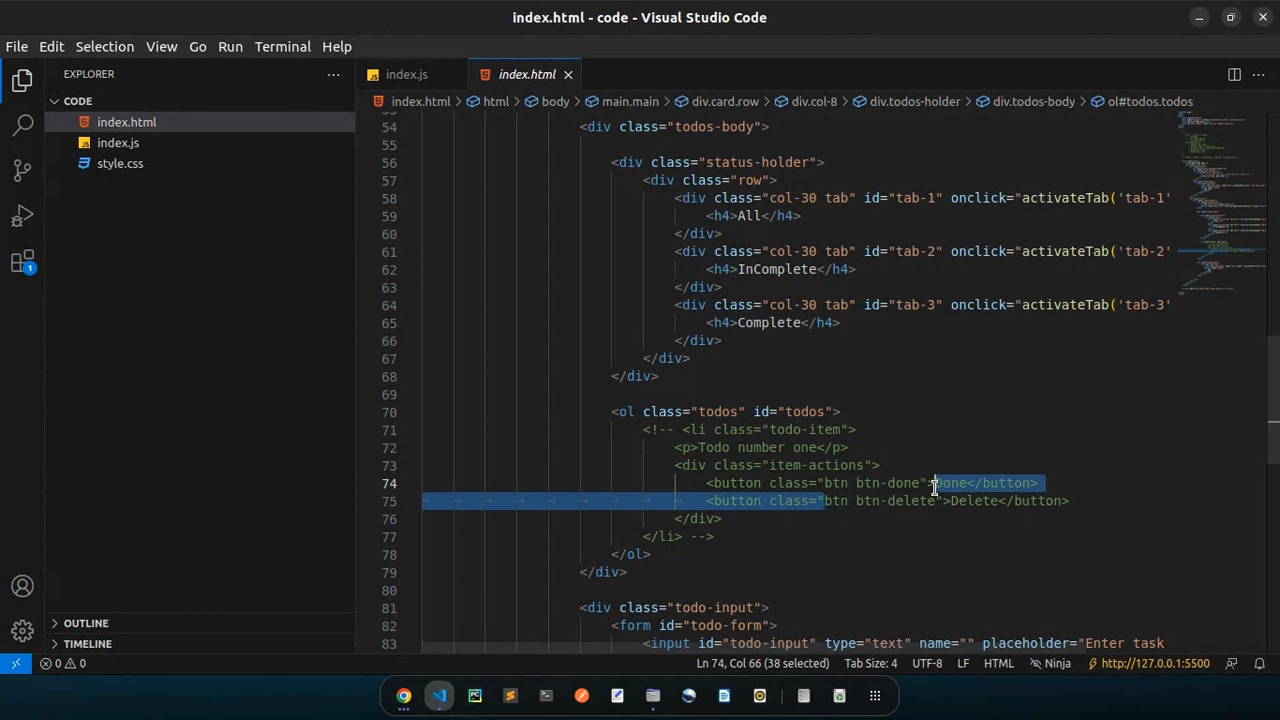 index.html - code - Visual Studio Code
File Edit Selection View Go Run Terminal Help
EXPLORER
index.js
index.html
CODE
index.html > html > body > main.main > div.card.row > div.col-8 > div.todos-holder > div.todos-body > ol#todos.todos
index.html
index.js
style.css
54 <div class="todos-body">
55
56 <div class="status-holder">
57 <div class="row">
58 <div class="col-30 tab" id="tab-1" onclick="activateTab('tab-1'
59 <h4>All</h4>
60 </div>
61 <div class="col-30 tab" id="tab-2" onclick="activateTab('tab-2'
62 <h4>InComplete</h4>
63 </div>
64 <div class="col-30 tab" id="tab-3" onclick="activateTab('tab-3'
65 <h4>Complete</h4>
66 </div>
67 </div>
68 </div>
69
70 <ol class="todos" id="todos">
71 <!-- <li class="todo-item">
72 <p>Todo number one</p>
73 <div class="item-actions">
74 <button class="btn btn-done">Done</button>
75 <button class="btn btn-delete">Delete</button>
76 </div>
77 </li> -->
78 </ol>
79 </div>
80
81 <div class="todo-input">
82 <form id="todo-form">
83 <input id="todo-input" type="text" name="" placeholder="Enter task
1
OUTLINE
TIMELINE
0 0 Ln 74, Col 66 (38 selected) Tab Size: 4 UTF-8 LF HTML Ninja http://127.0.0.1:5500